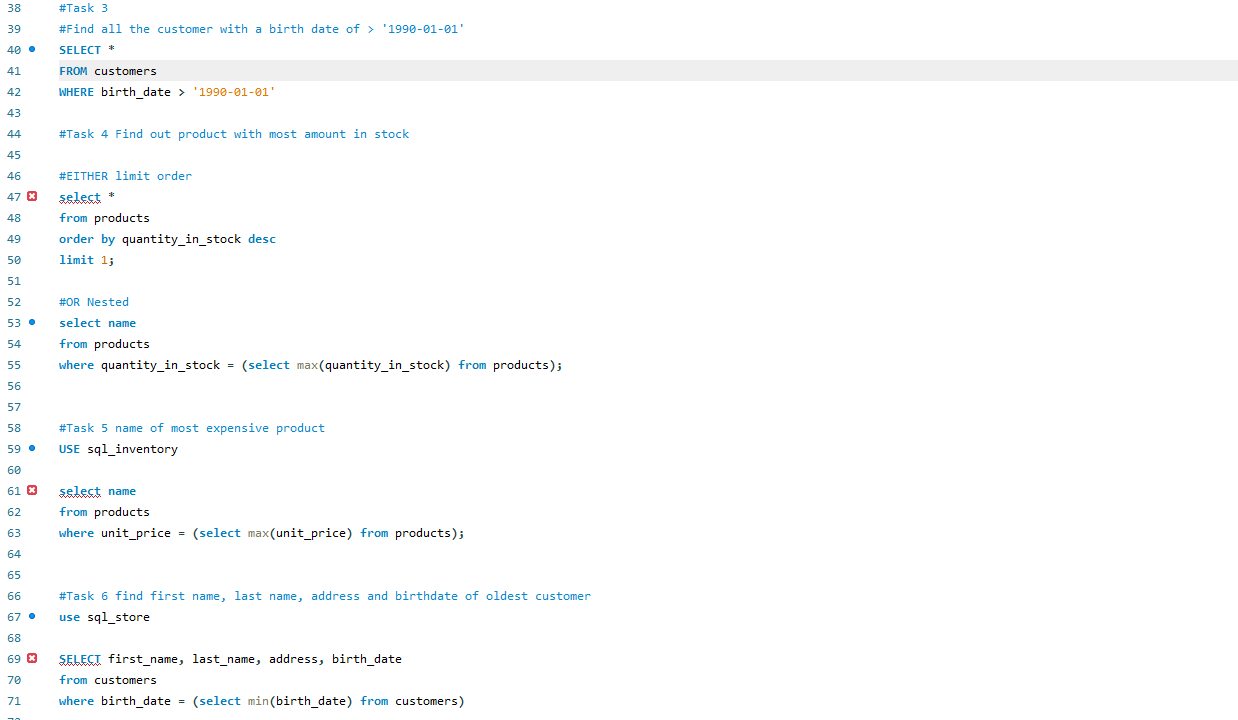 38 #Task 3
39 #Find all the customer with a birth date of > '1990-01-01'
40 SELECT *
41 FROM customers
42 WHERE birth_date > '1990-01-01'
43
44 #Task 4 Find out product with most amount in stock
45
46 #EITHER limit order
47 select *
48 from products
49 order by quantity_in_stock desc
50 limit 1;
51
52 #OR Nested
53 select name
54 from products
55 where quantity_in_stock = (select max(quantity_in_stock) from products);
56
57
58 #Task 5 name of most expensive product
59 USE sql_inventory
60
61 select name
62 from products
63 where unit_price = (select max(unit_price) from products);
64
65
66 #Task 6 find first name, last name, address and birthdate of oldest customer
67 use sql_store
68
69 SELECT first_name, last_name, address, birth_date
70 from customers
71 where birth_date = (select min(birth_date) from customers)